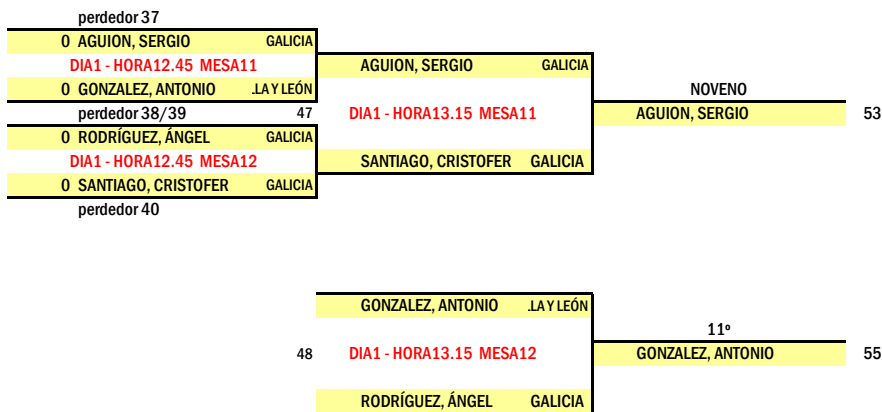 perdedor 37
0 AGUION, SERGIO GALICIA
DIA1 - HORA12.45 MESA11
0 GONZALEZ, ANTONIO .LA Y LEÓN
perdedor 38/39 47
0 RODRÍGUEZ, ÁNGEL GALICIA
DIA1 - HORA12.45 MESA12
0 SANTIAGO, CRISTOFER GALICIA
perdedor 40
AGUION, SERGIO GALICIA
DIA1 - HORA13.15 MESA11
SANTIAGO, CRISTOFER GALICIA
NOVENO
AGUION, SERGIO 53
GONZALEZ, ANTONIO .LA Y LEÓN
48 DIA1 - HORA13.15 MESA12
RODRÍGUEZ, ÁNGEL GALICIA
11º
GONZALEZ, ANTONIO 55